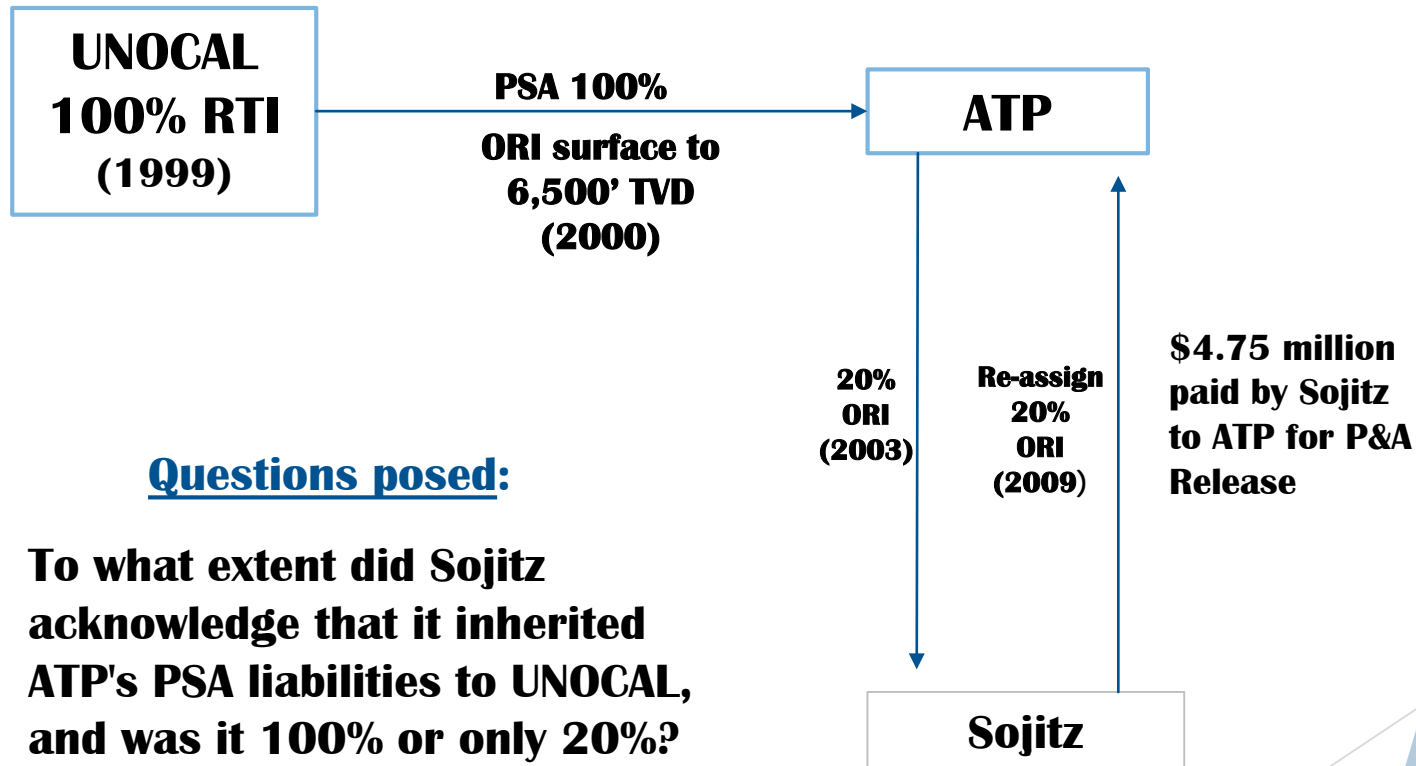 UNOCAL
100% RTI
(1999)
PSA 100%
ORI surface to
6,500’ TVD
(2000)
ATP
20%
ORI
(2003)
Re-assign
20%
ORI
(2009)
$4.75 million
paid by Sojitz
to ATP for P&A
Release
Questions posed:
To what extent did Sojitz
acknowledge that it inherited
ATP's PSA liabilities to UNOCAL,
and was it 100% or only 20%?
Sojitz